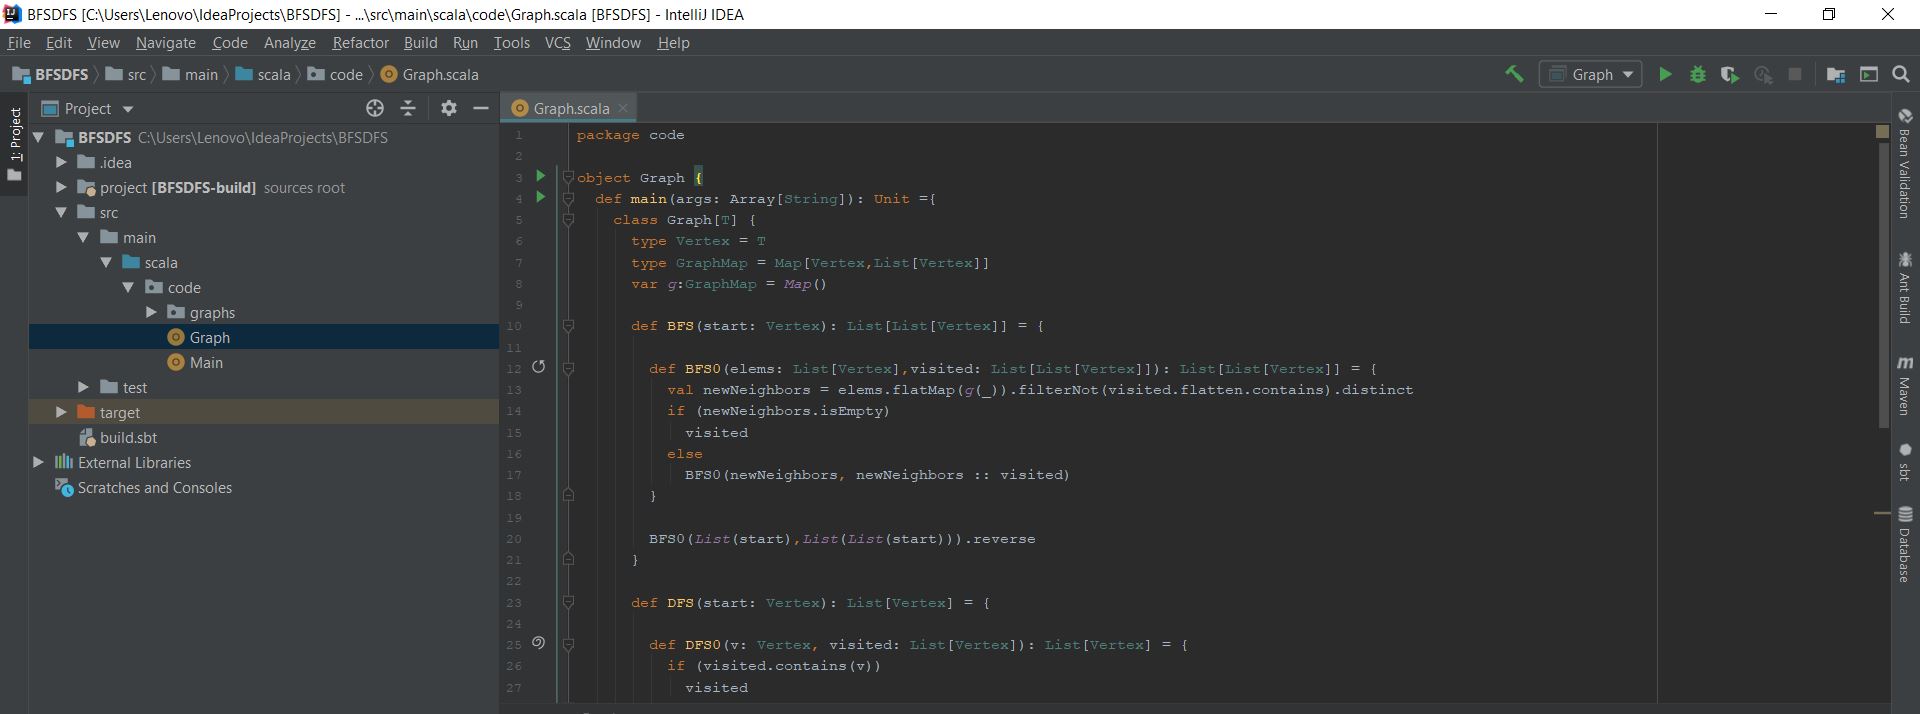 BFSDFS [C:\Users\Lenovo\IdeaProjects\BFSDFS] - ...\src\main\scala\code\Graph.scala [BFSDFS] - IntelliJ IDEA
File Edit View Navigate Code Analyze Refactor Build Run Tools VCS Window Help
BFSDFS src main scala code Graph.scala Graph
1: Project
Project
BFSDFS C:\Users\Lenovo\IdeaProjects\BFSDFS
.idea
project [BFSDFS-build] sources root
src
main
scala
code
graphs
Graph
Main
test
target
build.sbt
External Libraries
Scratches and Consoles
Graph.scala
1 package code
2
3 object Graph {
4 def main(args: Array[String]): Unit ={
5 class Graph[T] {
6 type Vertex = T
7 type GraphMap = Map[Vertex,List[Vertex]]
8 var g:GraphMap = Map()
9
10 def BFS(start: Vertex): List[List[Vertex]] = {
11
12 def BFS0(elems: List[Vertex],visited: List[List[Vertex]]): List[List[Vertex]] = {
13 val newNeighbors = elems.flatMap(g(_)).filterNot(visited.flatten.contains).distinct
14 if (newNeighbors.isEmpty)
15 visited
16 else
17 BFS0(newNeighbors, newNeighbors :: visited)
18 }
19
20 BFS0(List(start),List(List(start))).reverse
21 }
22
23 def DFS(start: Vertex): List[Vertex] = {
24
25 def DFS0(v: Vertex, visited: List[Vertex]): List[Vertex] = {
26 if (visited.contains(v))
27 visited
Bean Validation
Ant Build
Maven
sbt
Database